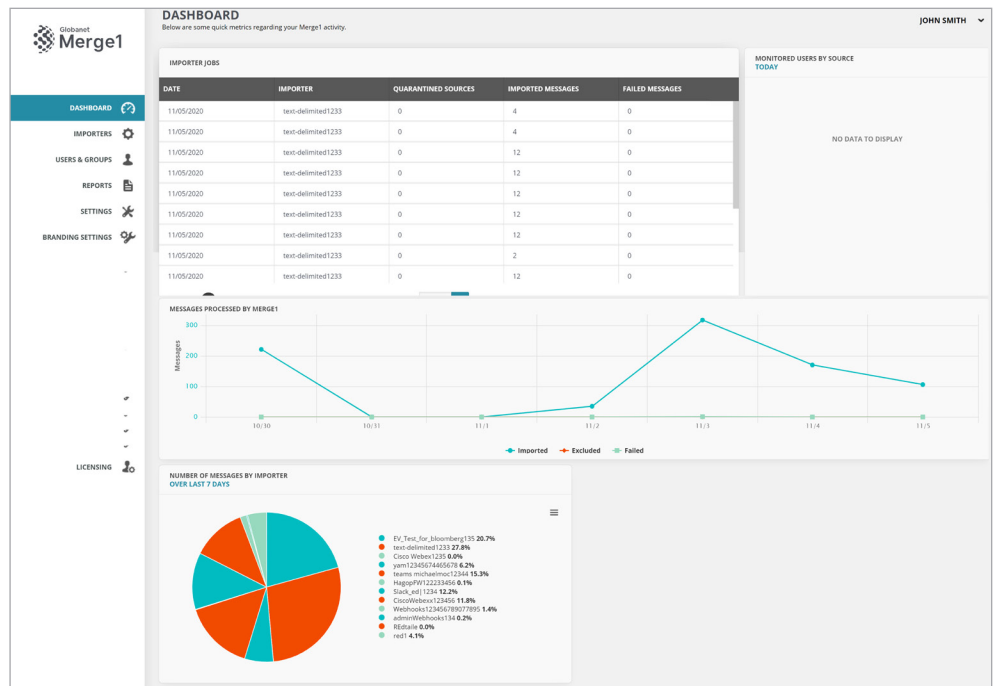 Globanet
Merge1
DASHBOARD
Below are some quick metrics regarding your Merge1 activity.
JOHN SMITH
DASHBOARD
IMPORTERS
USERS & GROUPS
REPORTS
SETTINGS
BRANDING SETTINGS
LICENSING
IMPORTER JOBS
DATE IMPORTER QUARANTINED SOURCES IMPORTED MESSAGES FAILED MESSAGES
11/05/2020 text-delimited1233 0 4 0
11/05/2020 text-delimited1233 0 4 0
11/05/2020 text-delimited1233 0 12 0
11/05/2020 text-delimited1233 0 12 0
11/05/2020 text-delimited1233 0 12 0
11/05/2020 text-delimited1233 0 12 0
11/05/2020 text-delimited1233 0 12 0
11/05/2020 text-delimited1233 0 2 0
11/05/2020 text-delimited1233 0 12 0
MONITORED USERS BY SOURCE
TODAY
NO DATA TO DISPLAY
MESSAGES PROCESSED BY MERGE1
Messages
300
200
100
0
10/30 10/31 11/1 11/2 11/3 11/4 11/5
Imported Excluded Failed
NUMBER OF MESSAGES BY IMPORTER
OVER LAST 7 DAYS
EV_Test_for_bloomberg135 20.7%
text-delimited1233 27.8%
Cisco Webex1235 0.0%
yam12345674465678 6.2%
teams michaelmoc12344 15.3%
HagopFW122233456 0.1%
Slack_ed|1234 12.2%
CiscoWebexx123456 11.8%
Webhooks123456789077895 1.4%
adminWebhooks134 0.2%
REdtaile 0.0%
red1 4.1%